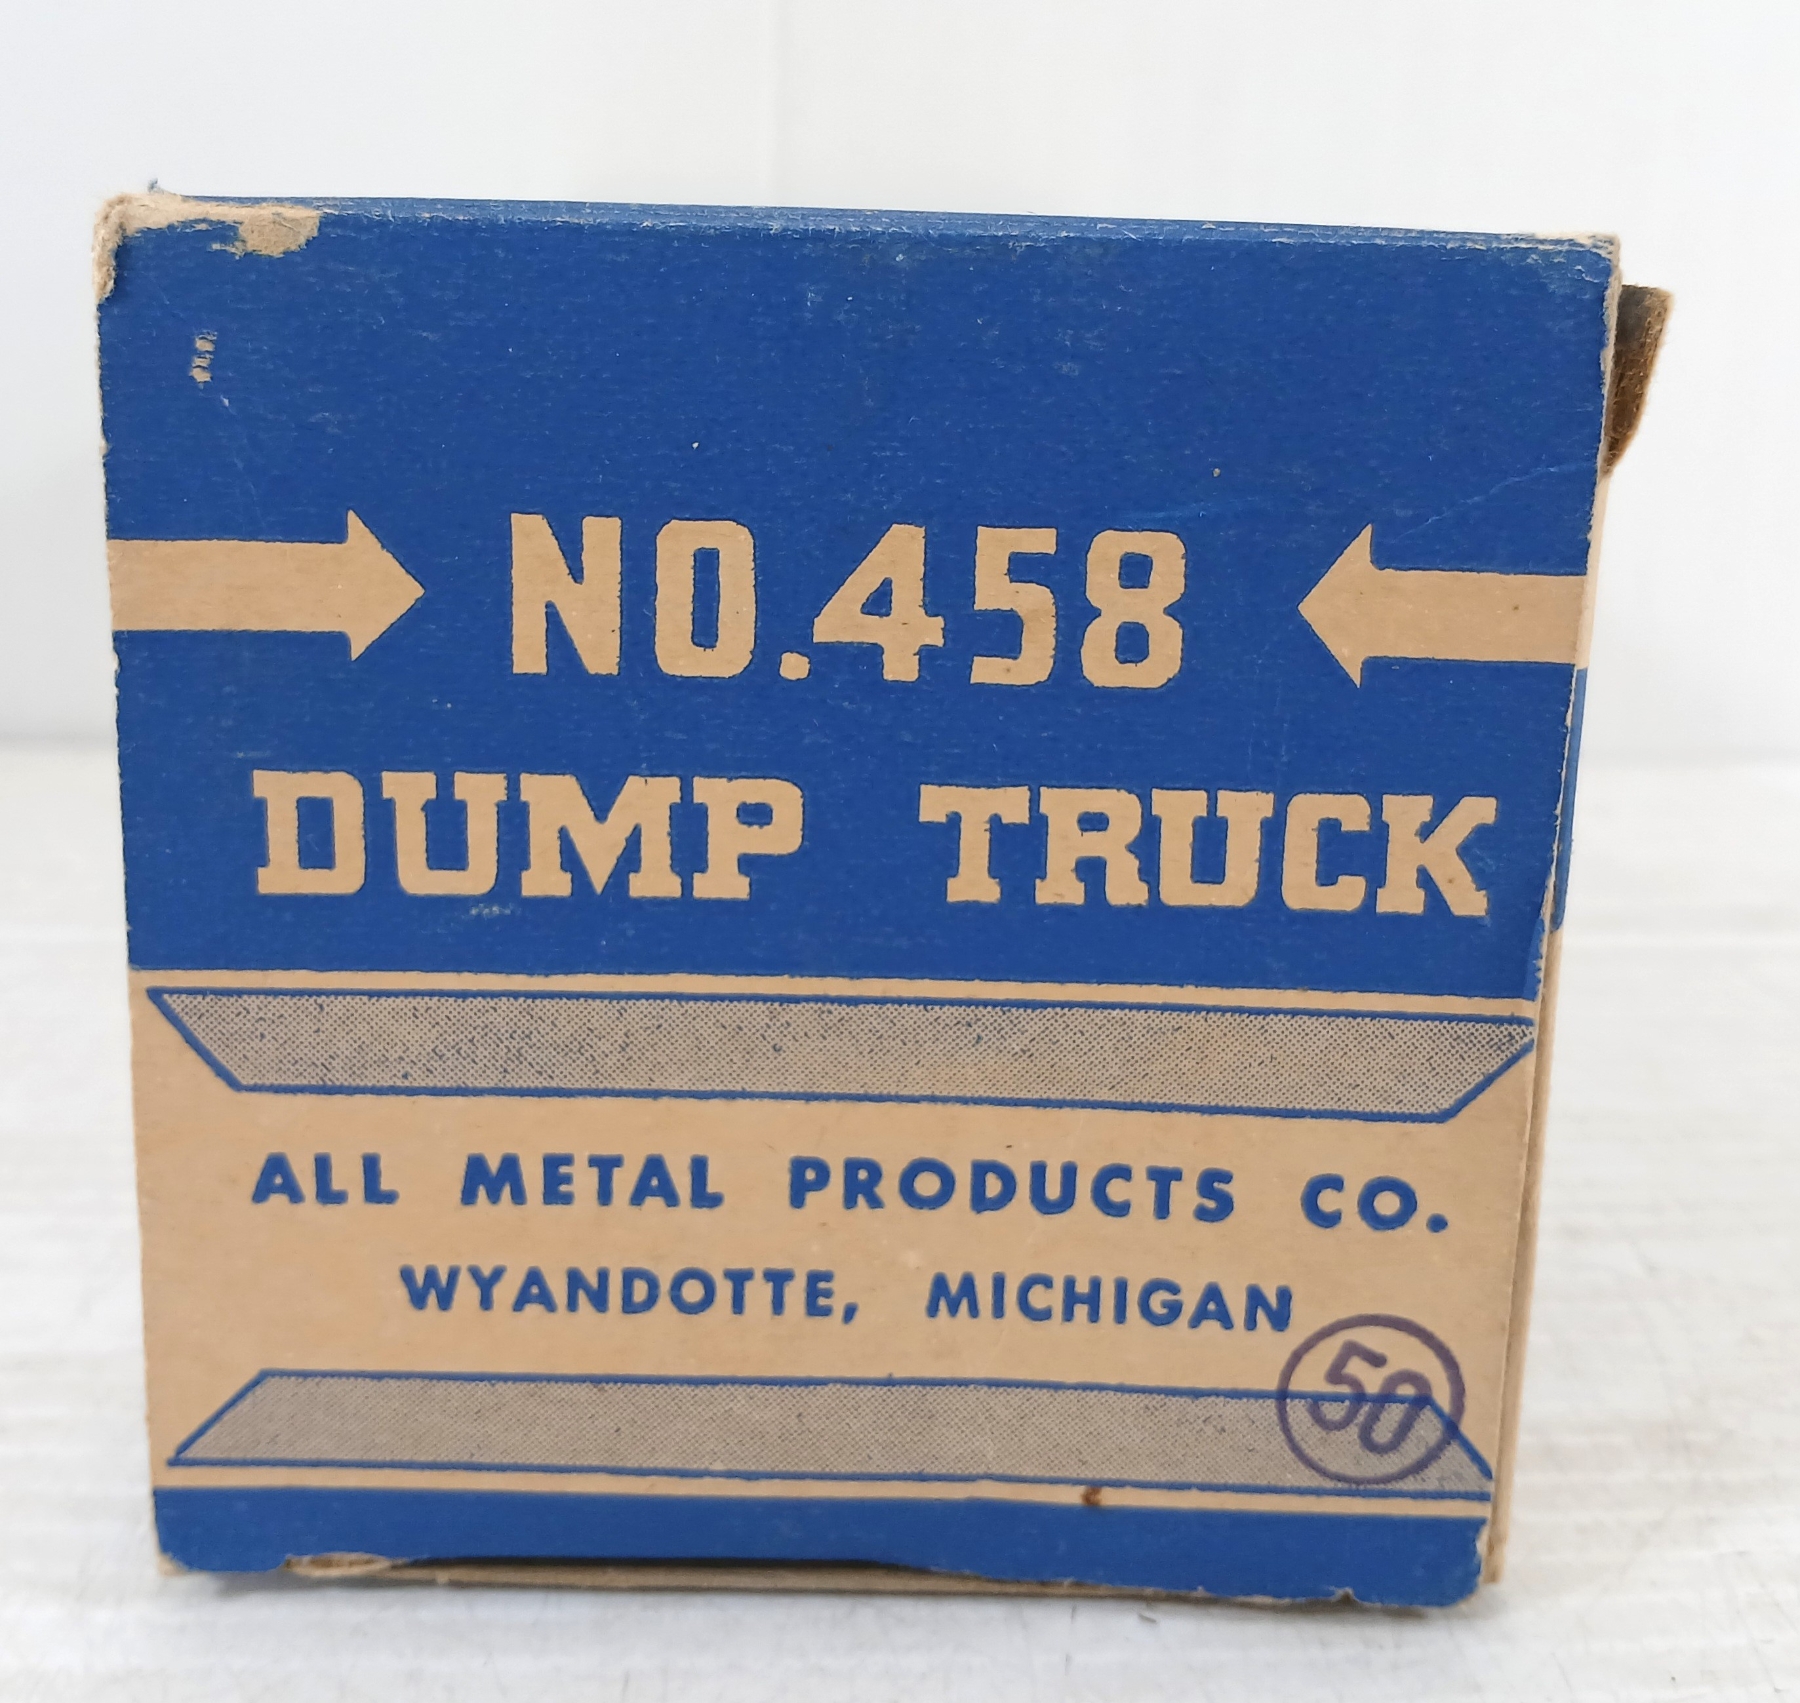 NO.458
DUMP TRUCK
ALL METAL PRODUCTS CO.
WYANDOTTE, MICHIGAN
50